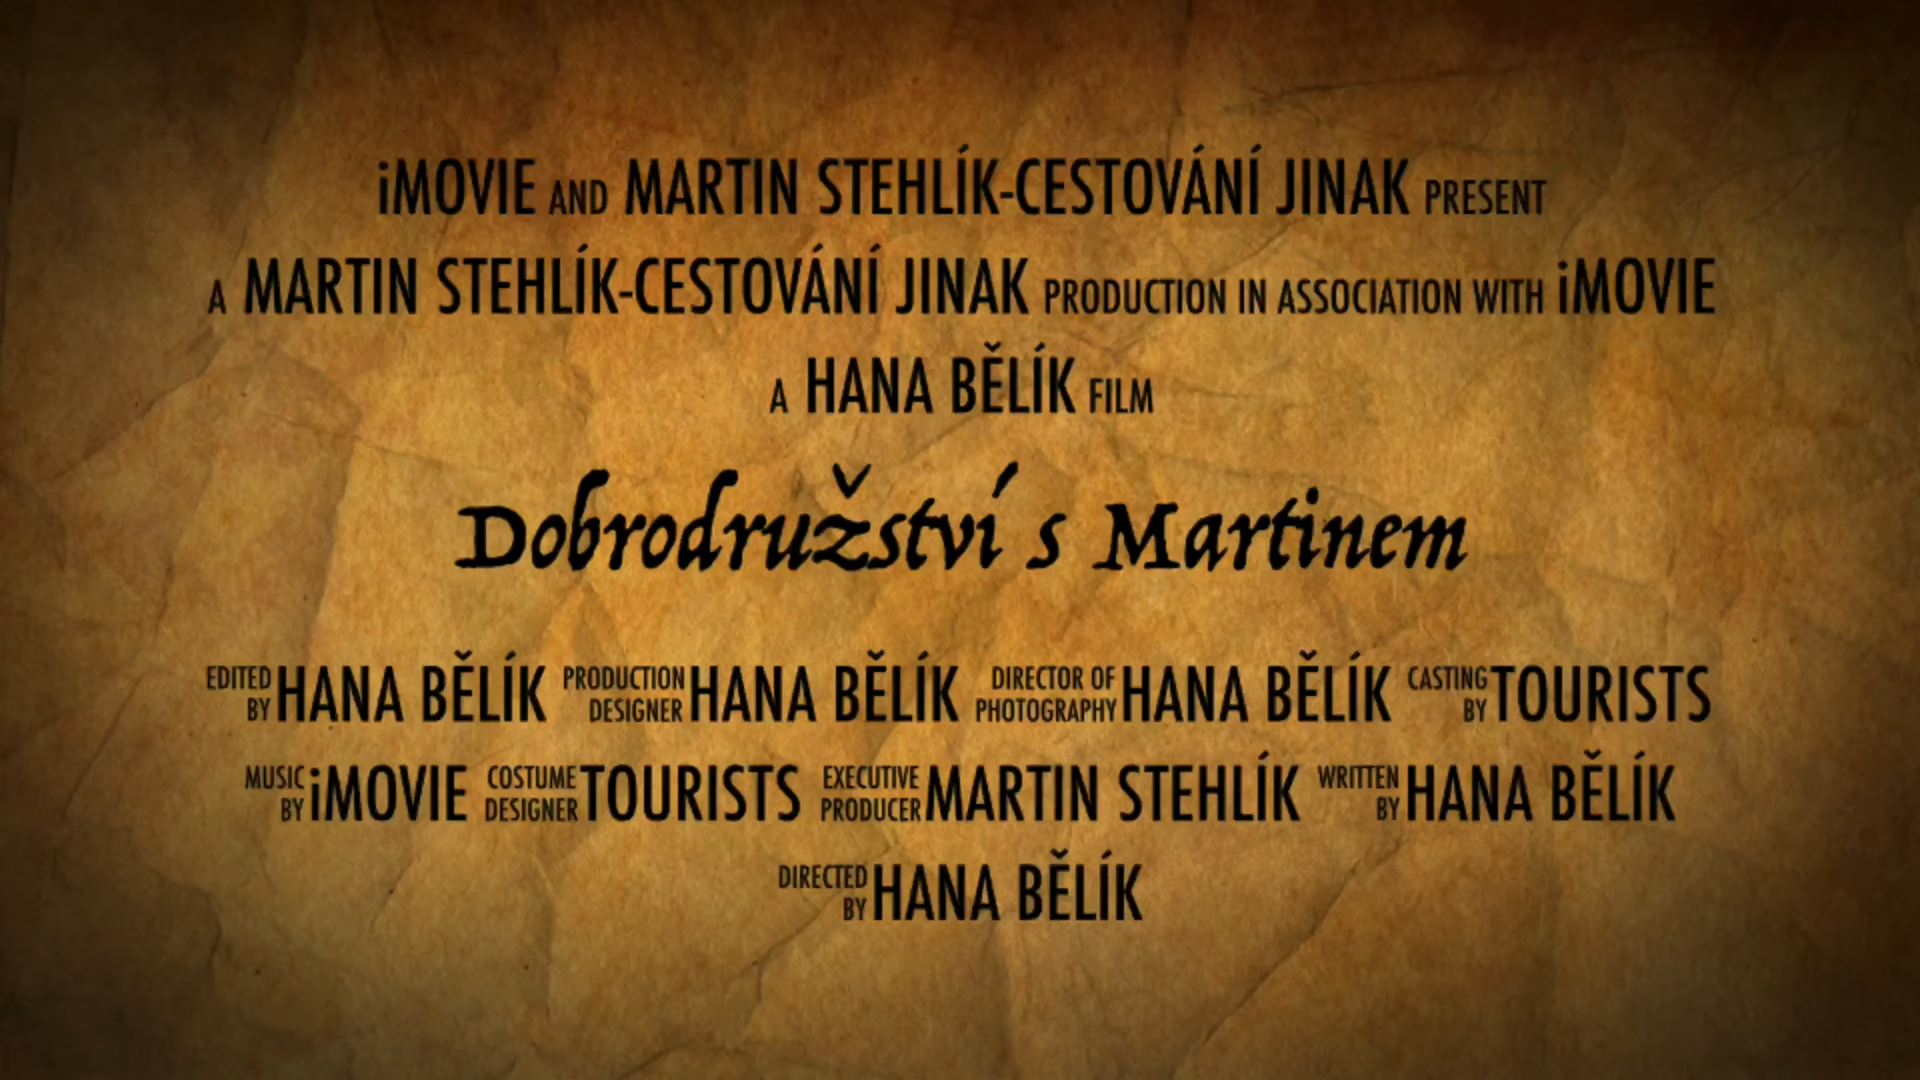 iMOVIE AND MARTIN STEHLÍK-CESTOVÁNÍ JINAK PRESENT
A MARTIN STEHLÍK-CESTOVÁNÍ JINAK PRODUCTION IN ASSOCIATION WITH iMOVIE
A HANA BĚLÍK FILM
Dobrodružství s Martinem
EDITED BY HANA BĚLÍK PRODUCTION DESIGNER HANA BĚLÍK DIRECTOR OF PHOTOGRAPHY HANA BĚLÍK CASTING BY TOURISTS
MUSIC BY iMOVIE COSTUME DESIGNER TOURISTS EXECUTIVE PRODUCER MARTIN STEHLÍK WRITTEN BY HANA BĚLÍK
DIRECTED BY HANA BĚLÍK